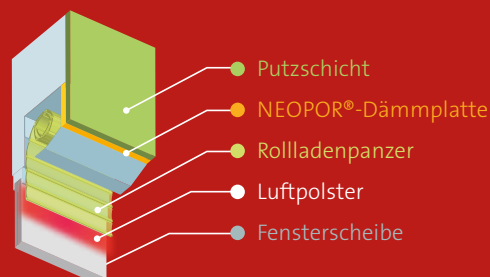 Putzschicht
NEOPOR®-Dämmplatte
Rollladenpanzer
Luftpolster
Fensterscheibe